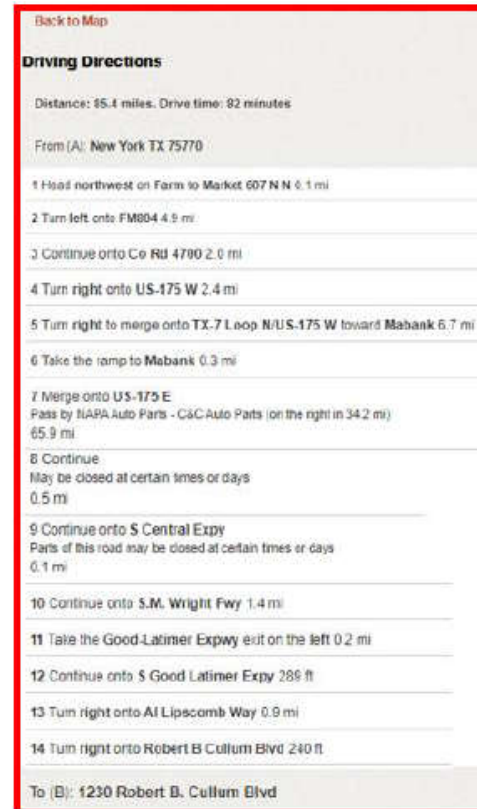 Back to Map
Driving Directions
Distance: 85.4 miles. Drive time: 82 minutes
From (A): New York TX 75770
1 Head northwest on Farm to Market 607 N N 0.1 mi
2 Turn left onto FM804 4.9 mi
3 Continue onto Co Rd 4700 2.0 mi
4 Turn right onto US-175 W 2.4 mi
5 Turn right to merge onto TX-7 Loop N/US-175 W toward Mabank 6.7 mi
6 Take the ramp to Mabank 0.3 mi
7 Merge onto US-175 E
Pass by NAPA Auto Parts - C&C Auto Parts (on the right in 34.2 mi)
65.9 mi
8 Continue
May be closed at certain times or days
0.5 mi
9 Continue onto S Central Expy
Parts of this road may be closed at certain times or days
0.1 mi
10 Continue onto S.M. Wright Fwy 1.4 mi
11 Take the Good-Latimer Expwy exit on the left 0.2 mi
12 Continue onto S Good Latimer Expy 289 ft
13 Turn right onto Al Lipscomb Way 0.9 mi
14 Turn right onto Robert B Cullum Blvd 240 ft
To (B): 1230 Robert B. Cullum Blvd